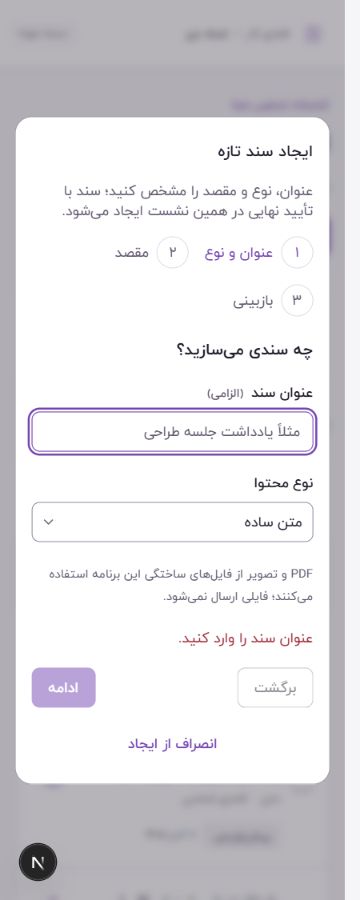 ایجاد سند تازه
عنوان، نوع و مقصد را مشخص کنید؛ سند با
تأیید نهایی در همین نشست ایجاد می‌شود.
۱ عنوان و نوع ۲ مقصد
۳ بازبینی
چه سندی می‌سازید؟
عنوان سند (الزامی)
مثلاً یادداشت جلسه طراحی
نوع محتوا
متن ساده
PDF و تصویر از فایل‌های ساختگی این برنامه استفاده
می‌کنند؛ فایلی ارسال نمی‌شود.
عنوان سند را وارد کنید.
برگشت ادامه
انصراف از ایجاد
N